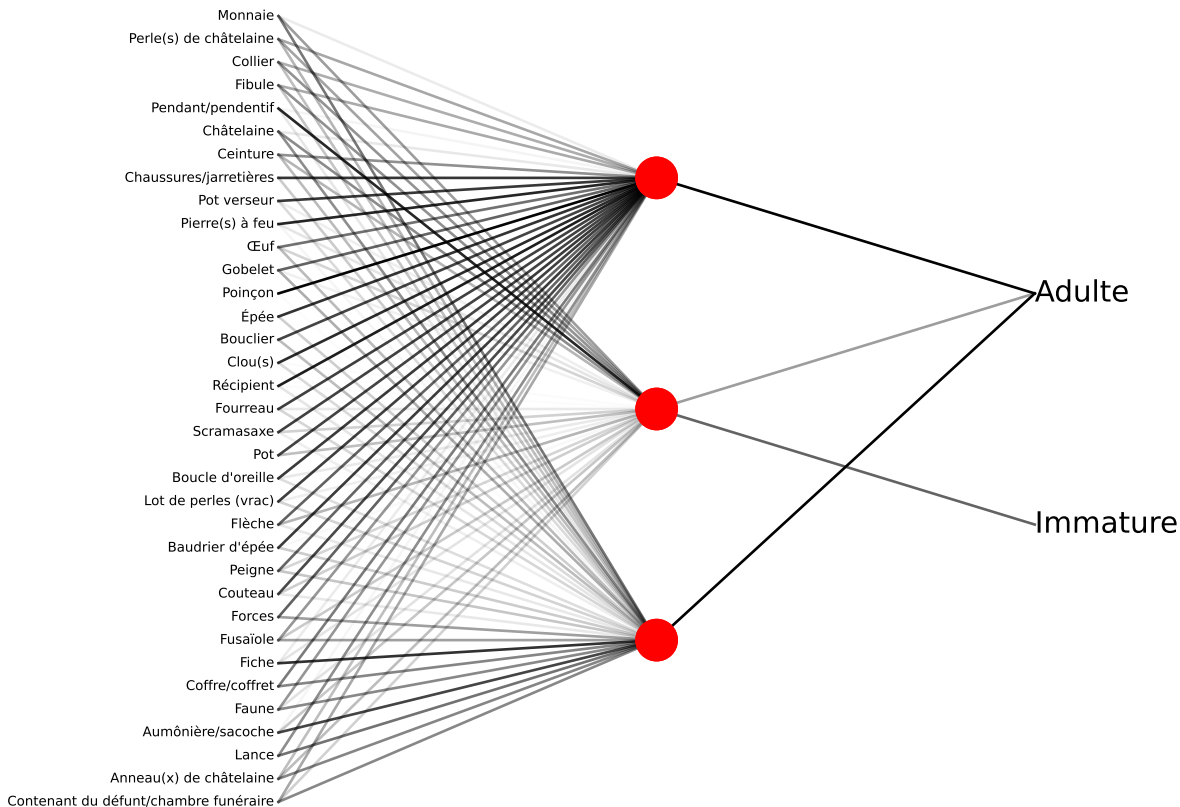 Monnaie
Perle(s) de châtelaine
Collier
Fibule
Pendant/pendentif
Châtelaine
Ceinture
Chaussures/jarretières
Pot verseur
Pierre(s) à feu
Œuf
Gobelet
Poinçon
Épée
Bouclier
Clou(s)
Récipient
Fourreau
Scramasaxe
Pot
Boucle d'oreille
Lot de perles (vrac)
Flèche
Baudrier d'épée
Peigne
Couteau
Forces
Fusaïole
Fiche
Coffre/coffret
Faune
Aumônière/sacoche
Lance
Anneau(x) de châtelaine
Contenant du défunt/chambre funéraire
Adulte
Immature